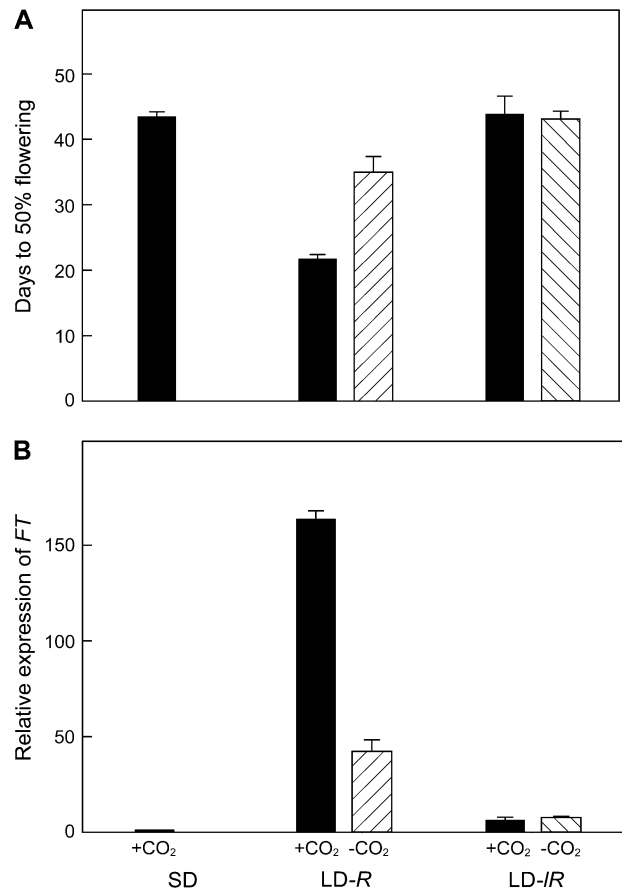 A
Days to 50% flowering
50
40
30
20
10
0
B
Relative expression of FT
150
100
50
0
+CO₂ +CO₂ -CO₂ +CO₂ -CO₂
SD LD-R LD-IR